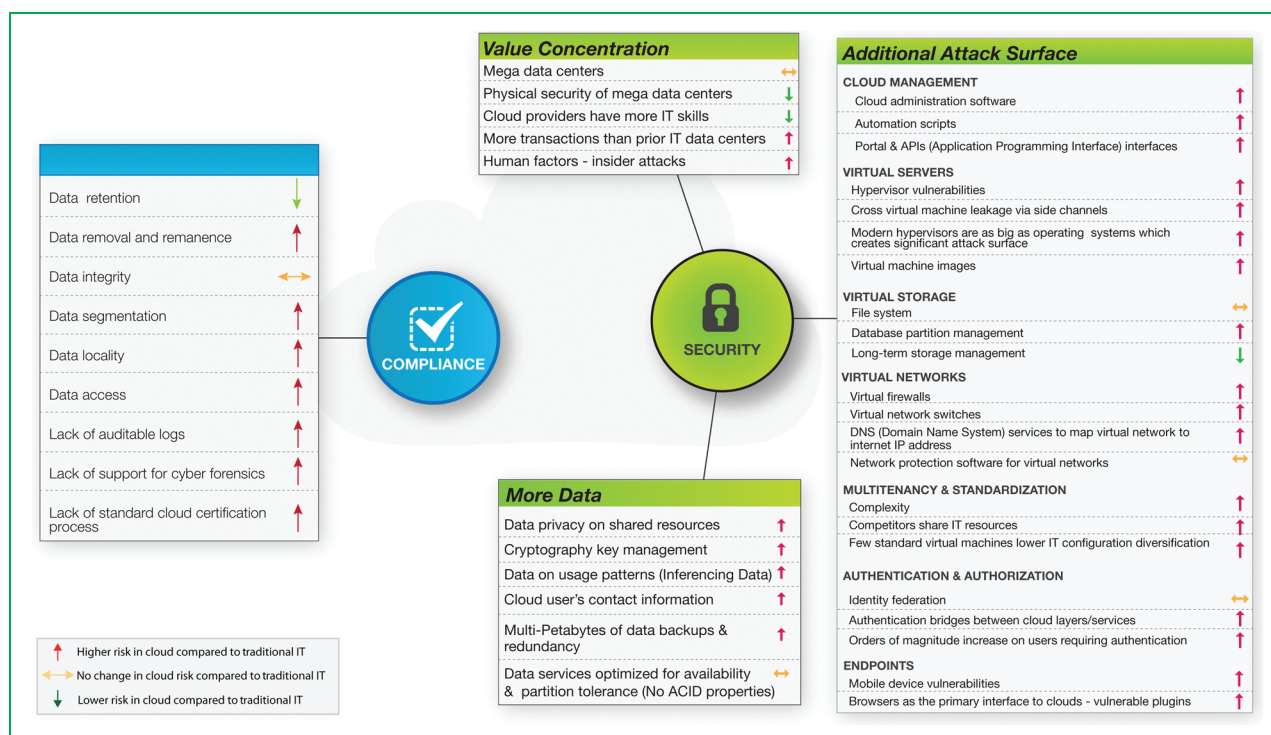 Value Concentration
Mega data centers
Physical security of mega data centers
Cloud providers have more IT skills
More transactions than prior IT data centers
Human factors - insider attacks
Additional Attack Surface
CLOUD MANAGEMENT
Cloud administration software
Automation scripts
Portal & APIs (Application Programming Interface) interfaces
VIRTUAL SERVERS
Hypervisor vulnerabilities
Cross virtual machine leakage via side channels
Modern hypervisors are as big as operating systems which
creates significant attack surface
Virtual machine images
VIRTUAL STORAGE
File system
Database partition management
Long-term storage management
VIRTUAL NETWORKS
Virtual firewalls
Virtual network switches
DNS (Domain Name System) services to map virtual network to
internet IP address
Network protection software for virtual networks
MULTITENANCY & STANDARDIZATION
Complexity
Competitors share IT resources
Few standard virtual machines lower IT configuration diversification
AUTHENTICATION & AUTHORIZATION
Identity federation
Authentication bridges between cloud layers/services
Orders of magnitude increase on users requiring authentication
ENDPOINTS
Mobile device vulnerabilities
Browsers as the primary interface to clouds - vulnerable plugins
Data retention
Data removal and remanence
Data integrity
Data segmentation
Data locality
Data access
Lack of auditable logs
Lack of support for cyber forensics
Lack of standard cloud certification
process
COMPLIANCE
SECURITY
More Data
Data privacy on shared resources
Cryptography key management
Data on usage patterns (Inferencing Data)
Cloud user's contact information
Multi-Petabytes of data backups &
redundancy
Data services optimized for availability
& partition tolerance (No ACID properties)
Higher risk in cloud compared to traditional IT
No change in cloud risk compared to traditional IT
Lower risk in cloud compared to traditional IT